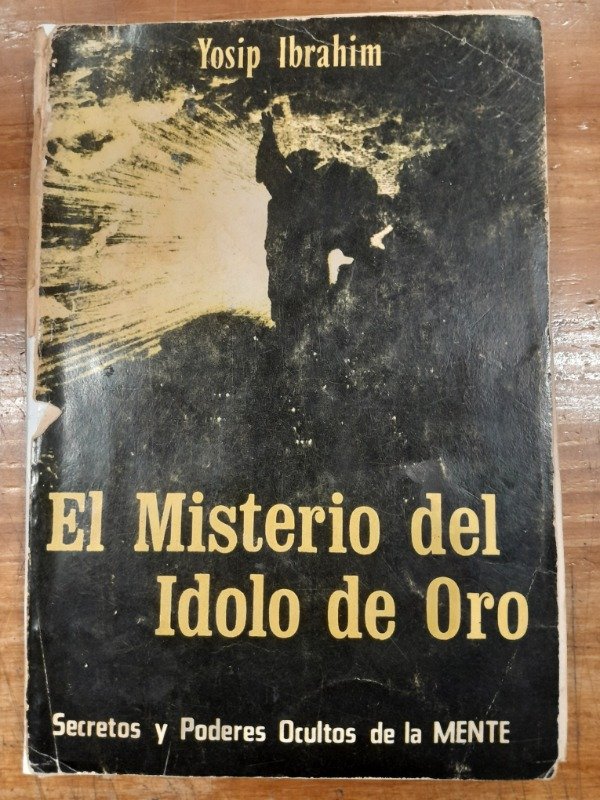 Yosip Ibrahim
El Misterio del
Idolo de Oro
Secretos y Poderes Ocultos de la MENTE